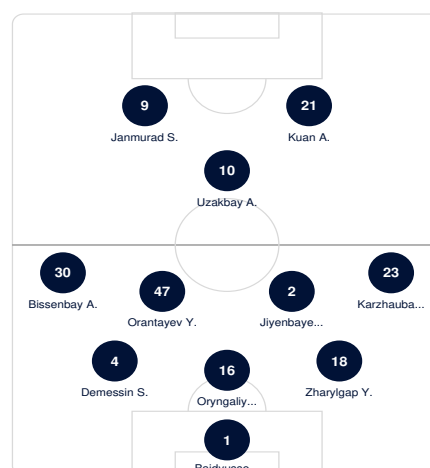 9
21
Janmurad S.
Kuan A.
10
Uzakbay A.
30
23
Bissenbay A.
Karzhauba...
47
2
Orantayev Y.
Jiyenbaye...
4
16
18
Demessin S.
Zharylgap Y.
Oryngaliy...
1